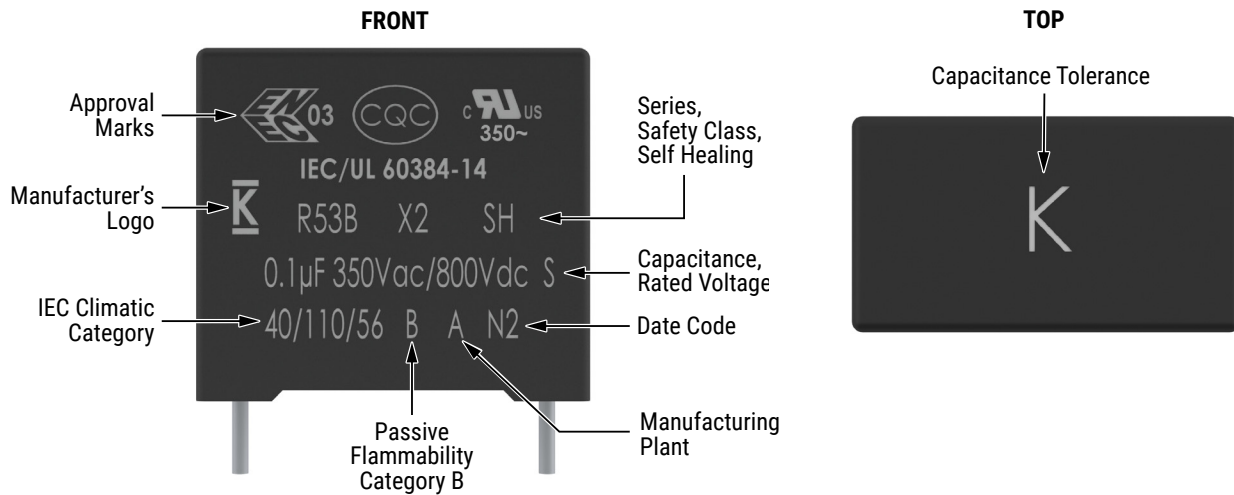 FRONT
Approval
Marks
ENEC 03
CQC
c RU US
350~
IEC/UL 60384-14
Manufacturer's
Logo
K
R53B X2 SH
Series,
Safety Class,
Self Healing
0.1µF 350Vac/800Vdc S
Capacitance,
Rated Voltage
IEC Climatic
Category
40/110/56 B A N2
Date Code
Passive
Flammability
Category B
Manufacturing
Plant
TOP
Capacitance Tolerance
K